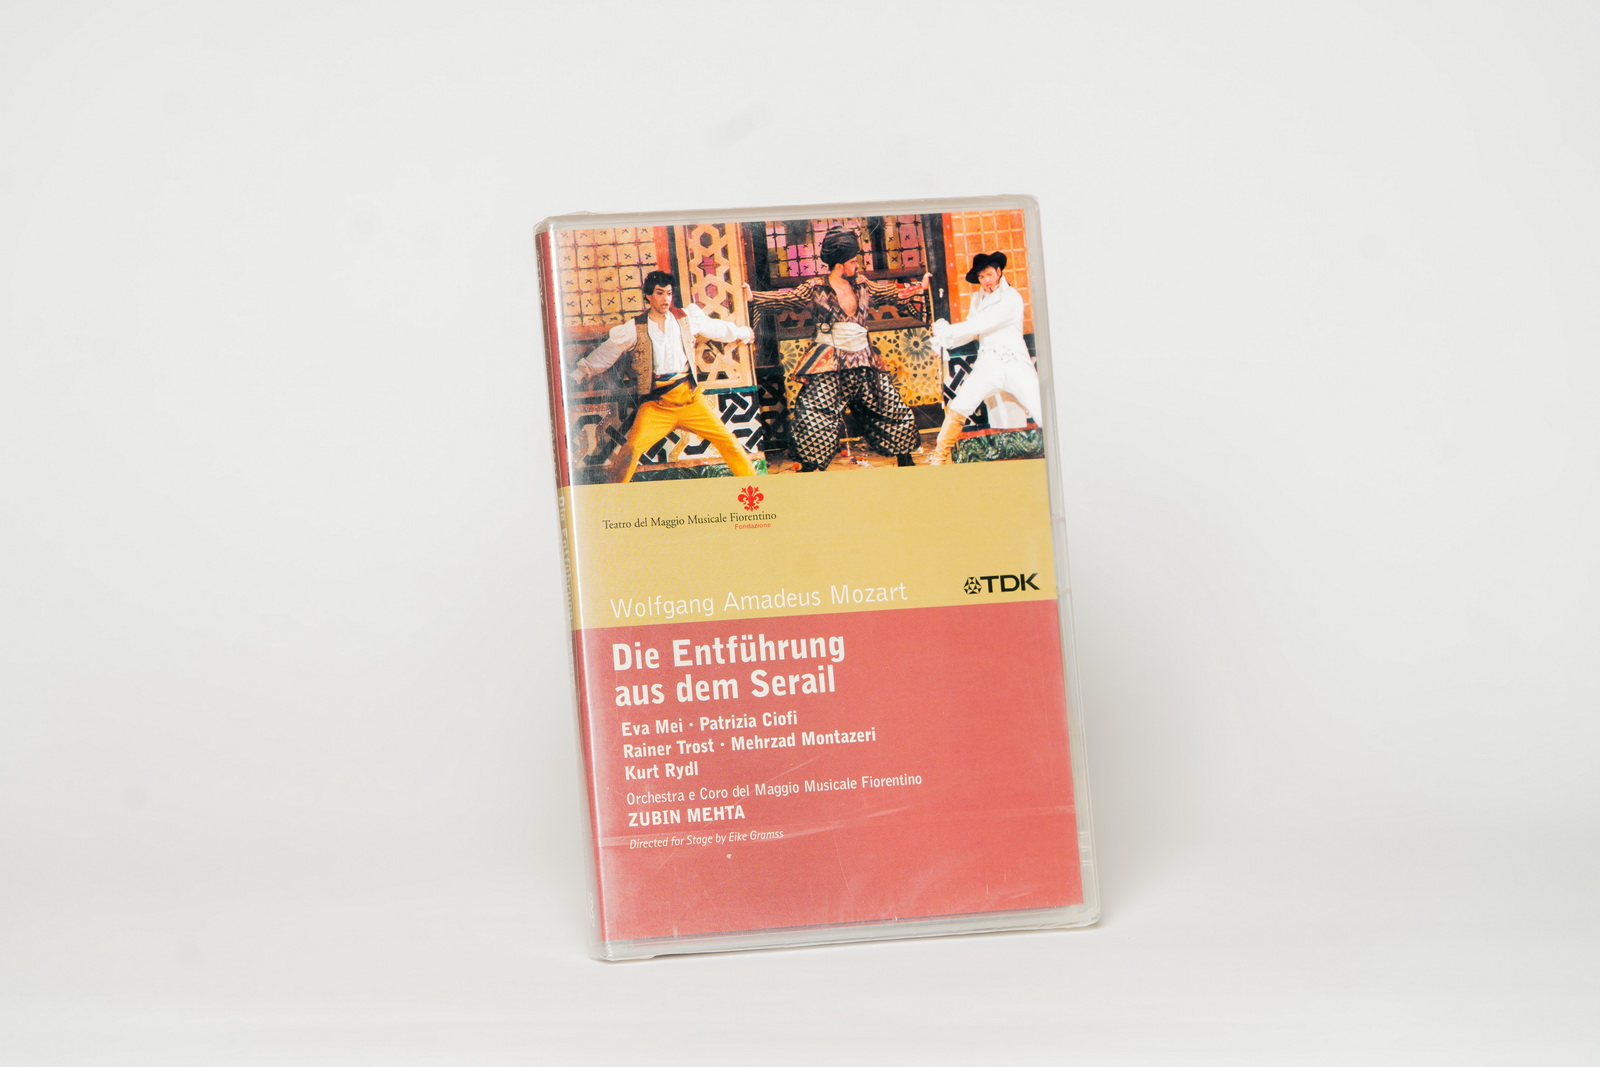 Teatro del Maggio Musicale Fiorentino
Fondazione
TDK
Wolfgang Amadeus Mozart
Die Entführung
aus dem Serail
Eva Mei · Patrizia Ciofi
Rainer Trost · Mehrzad Montazeri
Kurt Rydl
Orchestra e Coro del Maggio Musicale Fiorentino
ZUBIN MEHTA
Directed for Stage by Eike Gramss